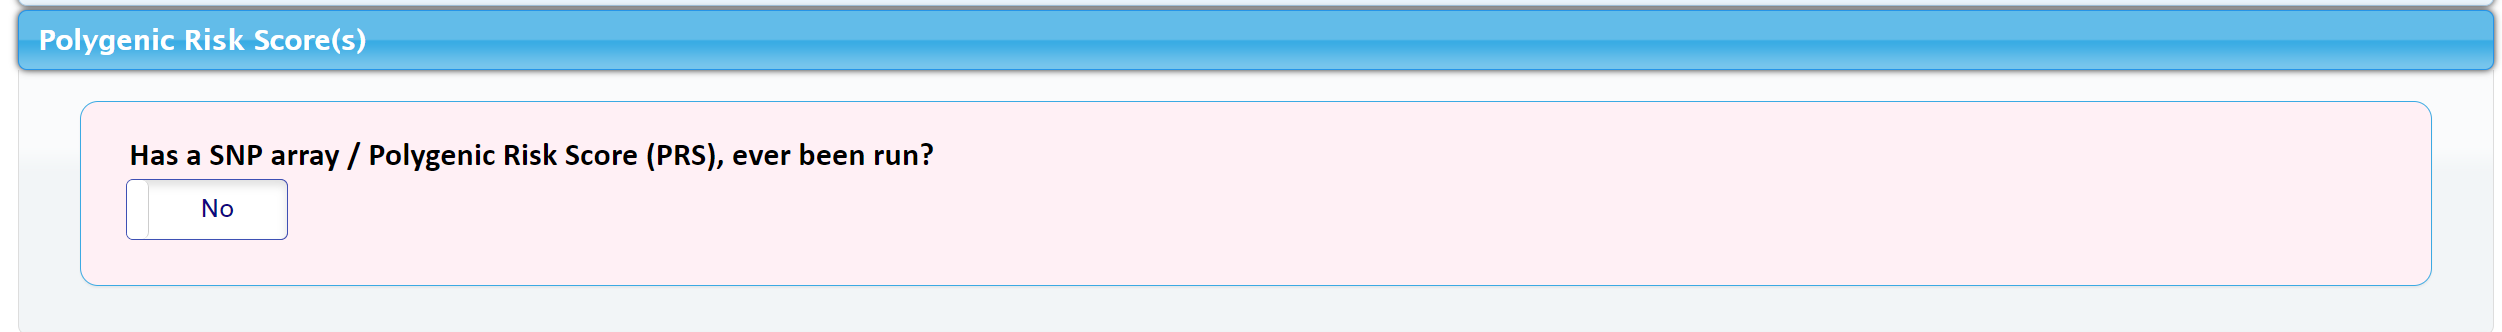 Polygenic Risk Score(s)
Has a SNP array / Polygenic Risk Score (PRS), ever been run?
No